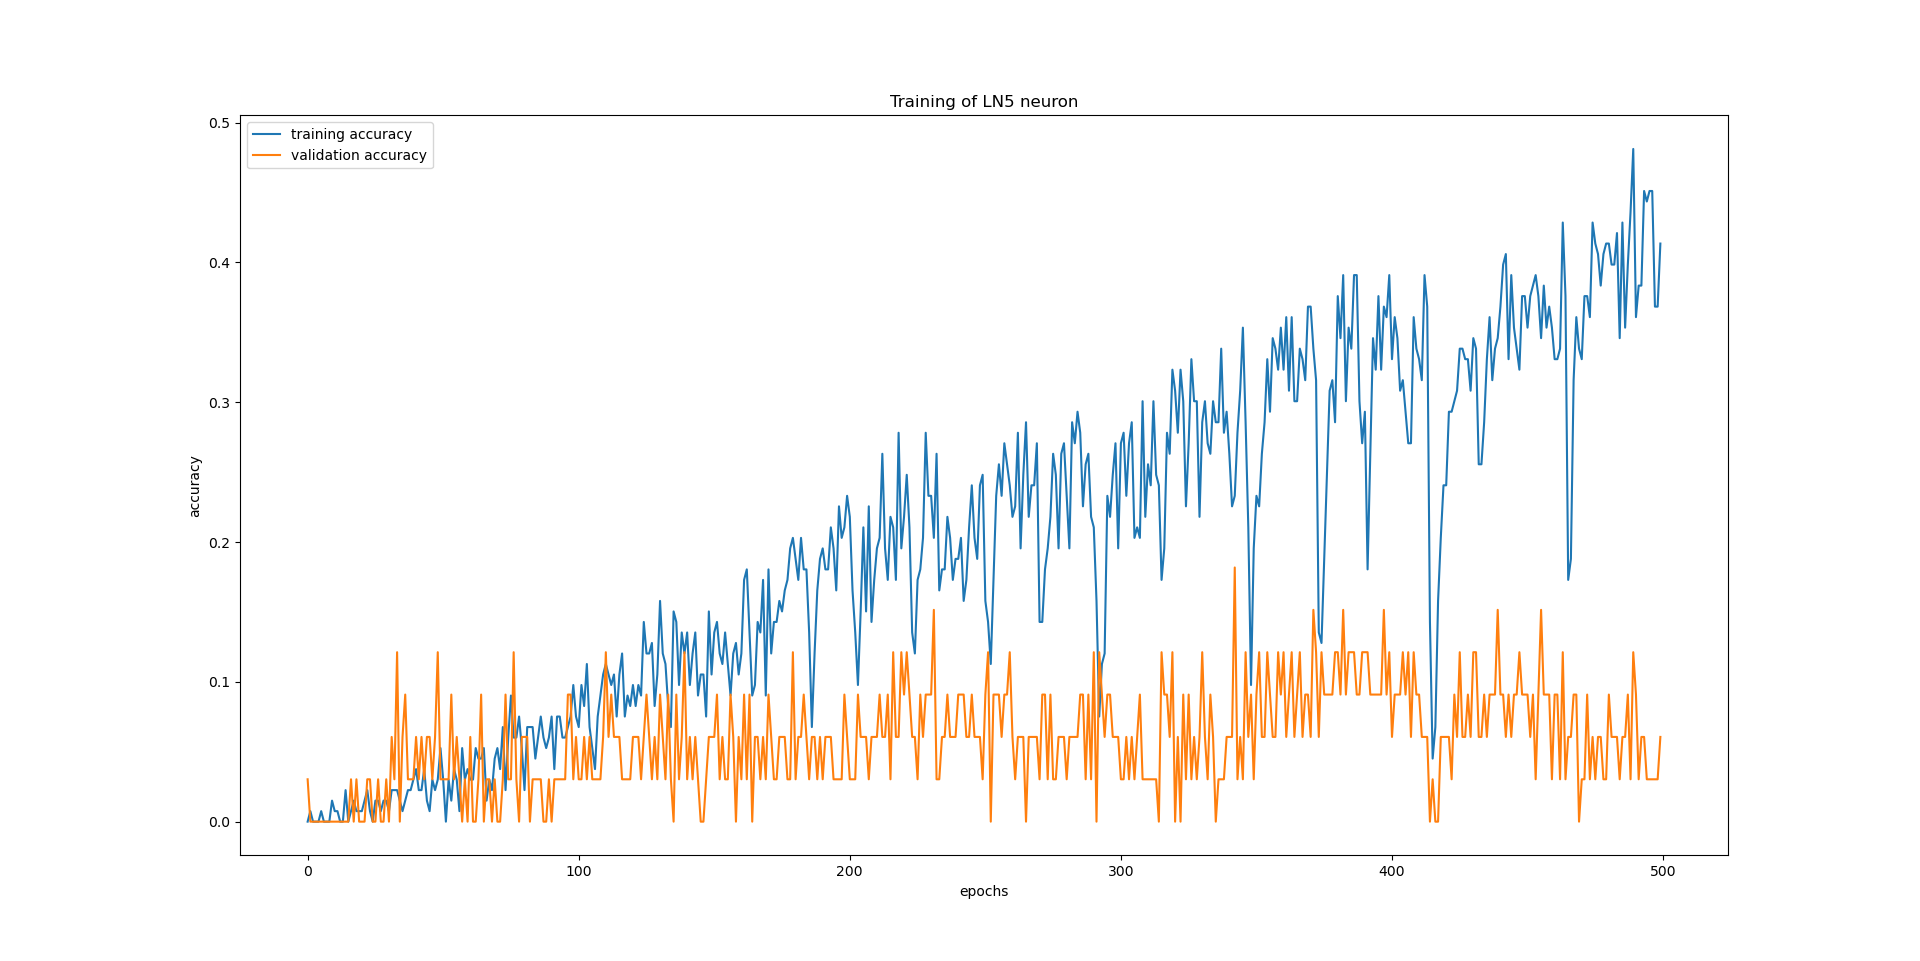 Training of LN5 neuron
training accuracy
validation accuracy
0.5
0.4
0.3
0.2
0.1
0.0
accuracy
0 100 200 300 400 500
epochs